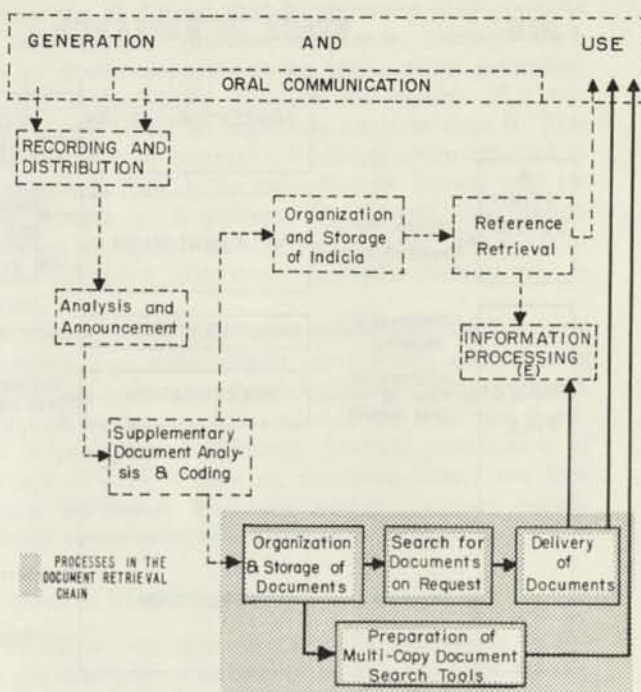 GENERATION AND USE
ORAL COMMUNICATION
RECORDING AND
DISTRIBUTION
Organization
and Storage
of Indicia
Reference
Retrieval
Analysis and
Announcement
INFORMATION
PROCESSING
(E)
Supplementary
Document Analy-
sis & Coding
PROCESSES IN THE
DOCUMENT RETRIEVAL
CHAIN
Organization
& Storage of
Documents
Search for
Documents
on Request
Delivery
of
Documents
Preparation of
Multi-Copy Document
Search Tools